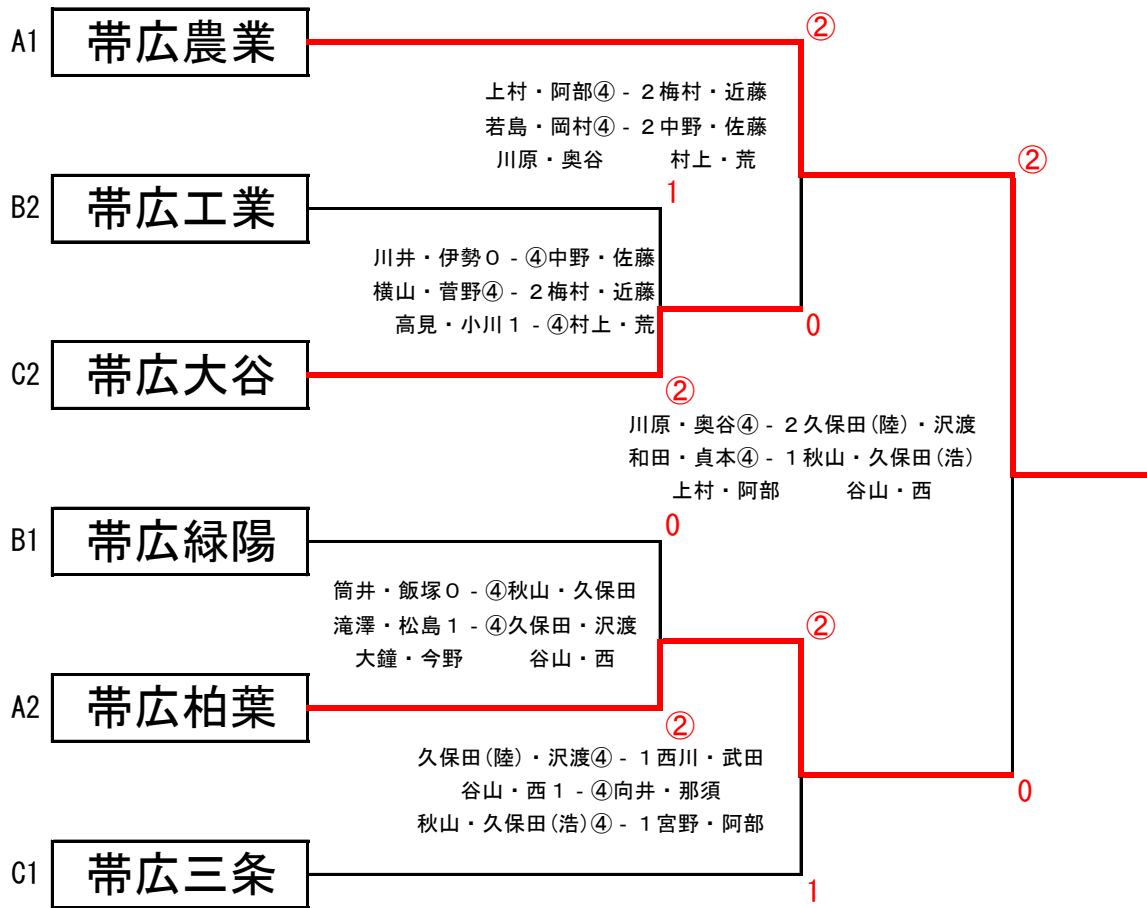 A1 帯広農業 ②
上村・阿部④ - 2梅村・近藤
若島・岡村④ - 2中野・佐藤
川原・奥谷 村上・荒
②
1
B2 帯広工業
川井・伊勢0 - ④中野・佐藤
横山・菅野④ - 2梅村・近藤
高見・小川1 - ④村上・荒
0
C2 帯広大谷
②
川原・奥谷④ - 2久保田(陸)・沢渡
和田・貞本④ - 1秋山・久保田(浩)
上村・阿部 谷山・西
0
B1 帯広緑陽
筒井・飯塚0 - ④秋山・久保田
滝澤・松島1 - ④久保田・沢渡
大鐘・今野 谷山・西
②
A2 帯広柏葉
②
久保田(陸)・沢渡④ - 1西川・武田
谷山・西1 - ④向井・那須
秋山・久保田(浩)④ - 1宮野・阿部
0
C1 帯広三条
1